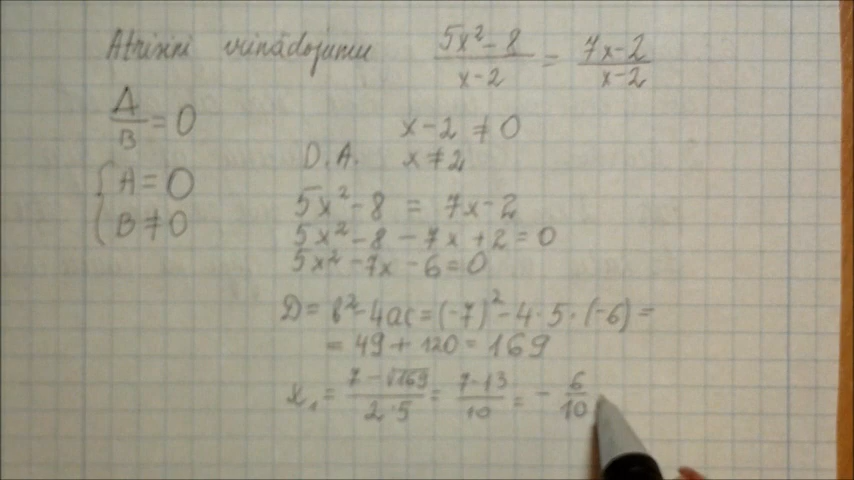 Atrisini vienādojumu (5x²-8)/(x-2) = (7x-2)/(x-2)
A/B = 0
x-2 ≠ 0
D.A. x≠2
{ A = 0
B ≠ 0
5x²-8 = 7x-2
5x²-8-7x+2=0
5x²-7x-6=0
D= b²-4ac=(-7)²-4·5·(-6)=
= 49+120=169
x₁= (7-√169)/(2·5) = (7-13)/10 = - 6/10